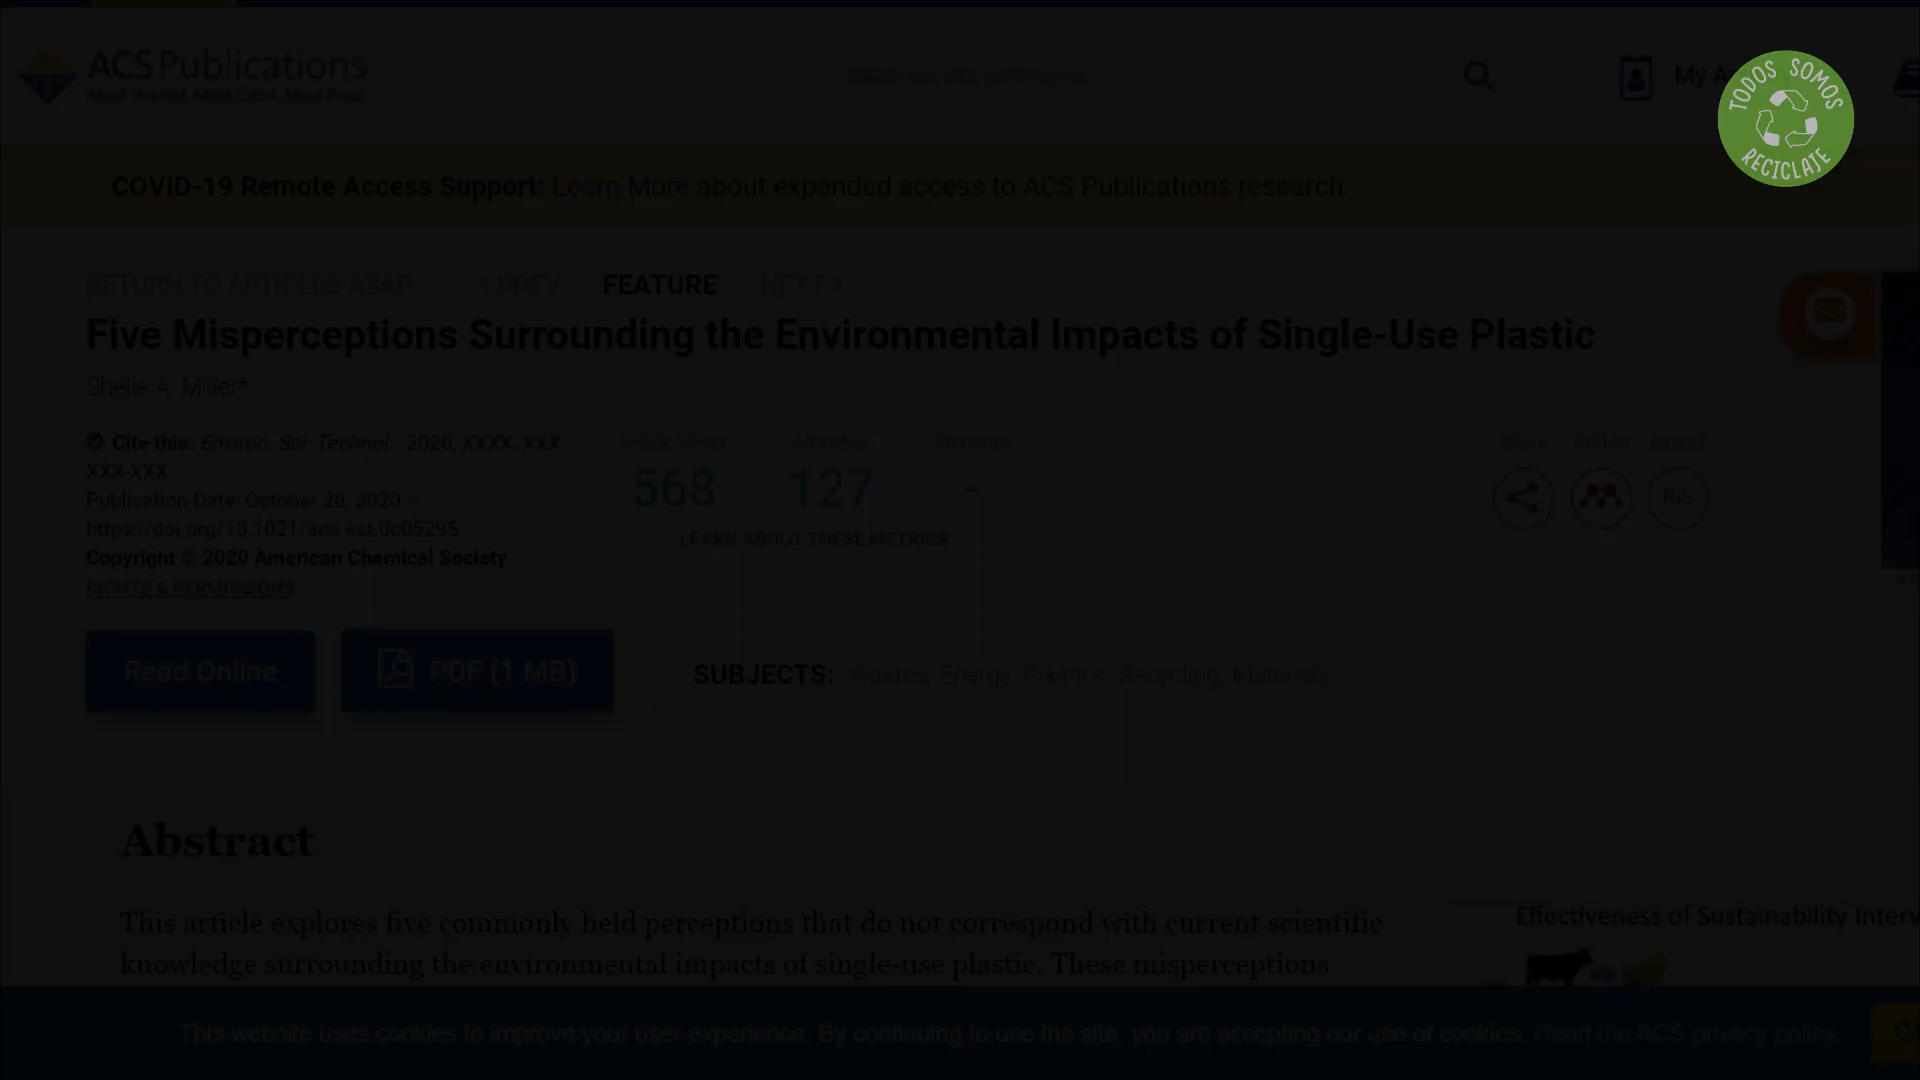 ACS Publications
Most Trusted. Most Cited. Most Read.
My A
TODOS SOMOS
RECICLATE
COVID-19 Remote Access Support: Learn More about expanded access to ACS Publications research.
RETURN TO ARTICLES ASAP < PREV FEATURE NEXT >
Five Misperceptions Surrounding the Environmental Impacts of Single-Use Plastic
Shelie A. Miller*
Cite this: Environ. Sci. Technol. 2020, XXXX, XXX,
XXX-XXX
Publication Date: October 26, 2020
https://doi.org/10.1021/acs.est.0c05295
Copyright © 2020 American Chemical Society
RIGHTS & PERMISSIONS
Article Views Altmetric Citations
568 127 -
LEARN ABOUT THESE METRICS
Share Add to Export
RIS
Read Online
PDF (1 MB)
SUBJECTS: Wastes, Energy, Plastics, Recycling, Materials
Abstract
This article explores five commonly held perceptions that do not correspond with current scientific
knowledge surrounding the environmental impacts of single-use plastic. These misperceptions
Effectiveness of Sustainability Interv
This website uses cookies to improve your user experience. By continuing to use the site, you are accepting our use of cookies. Read the ACS privacy policy.